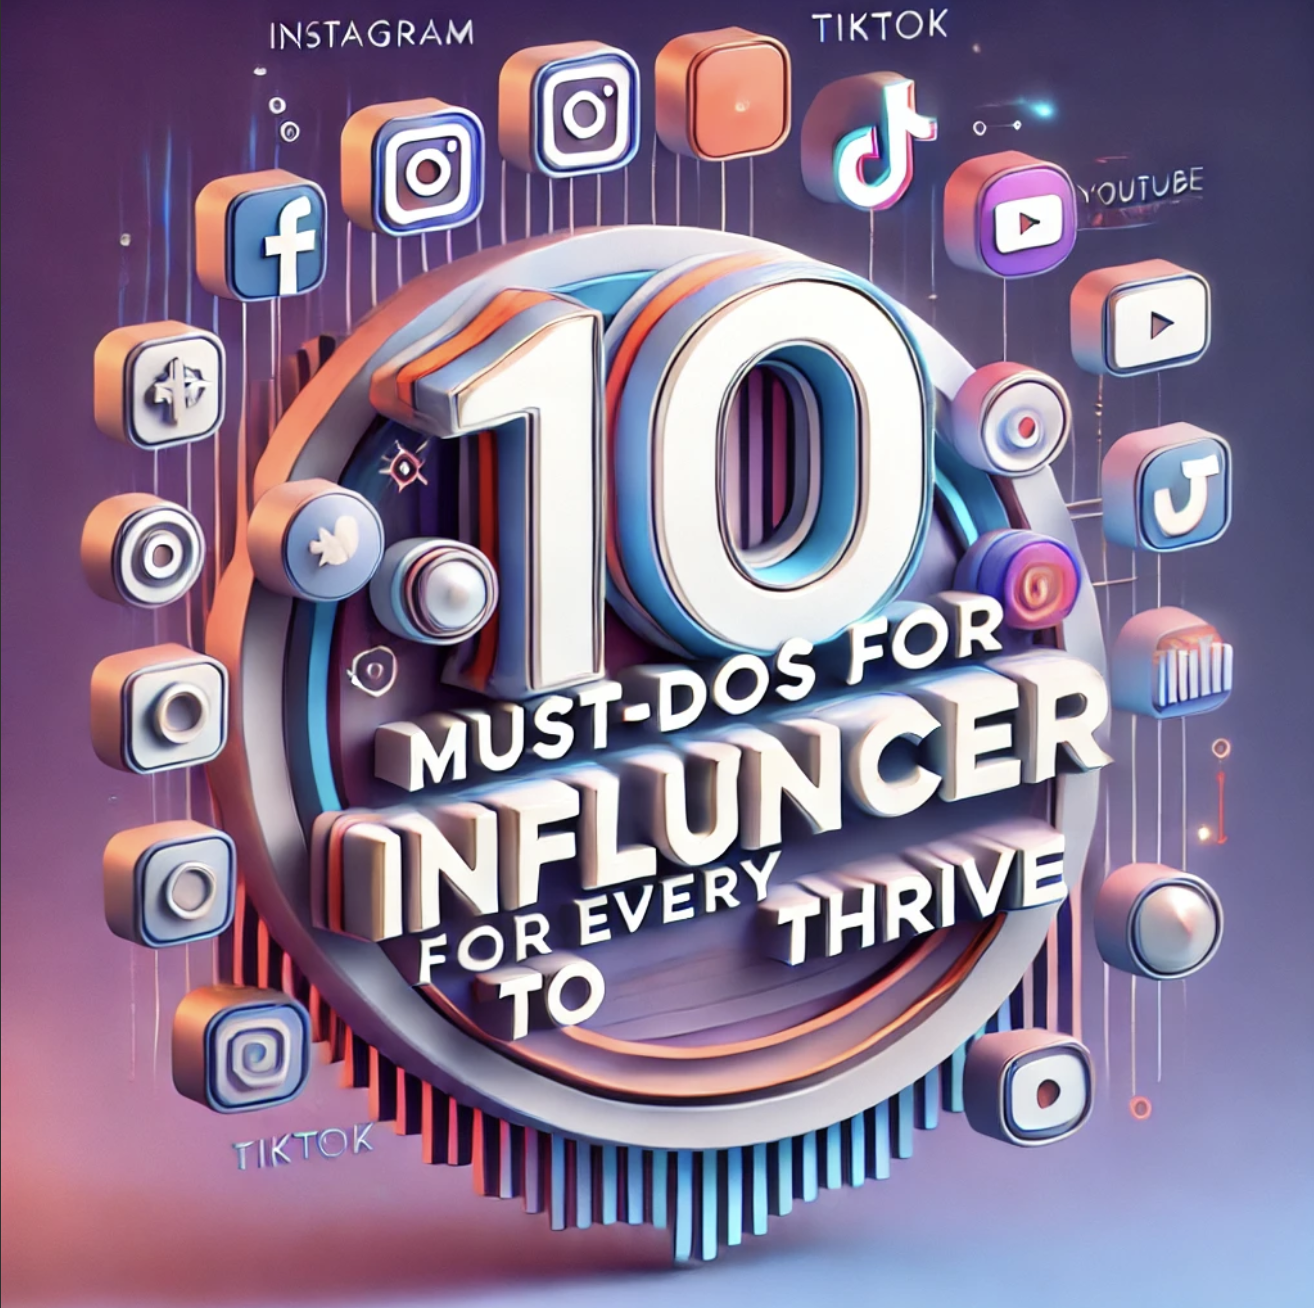 INSTAGRAM
TIKTOK
YOUTUBE
10
MUST-DOS FOR
INFLUNCER
FOR EVERY THRIVE
TO
TIKTOK